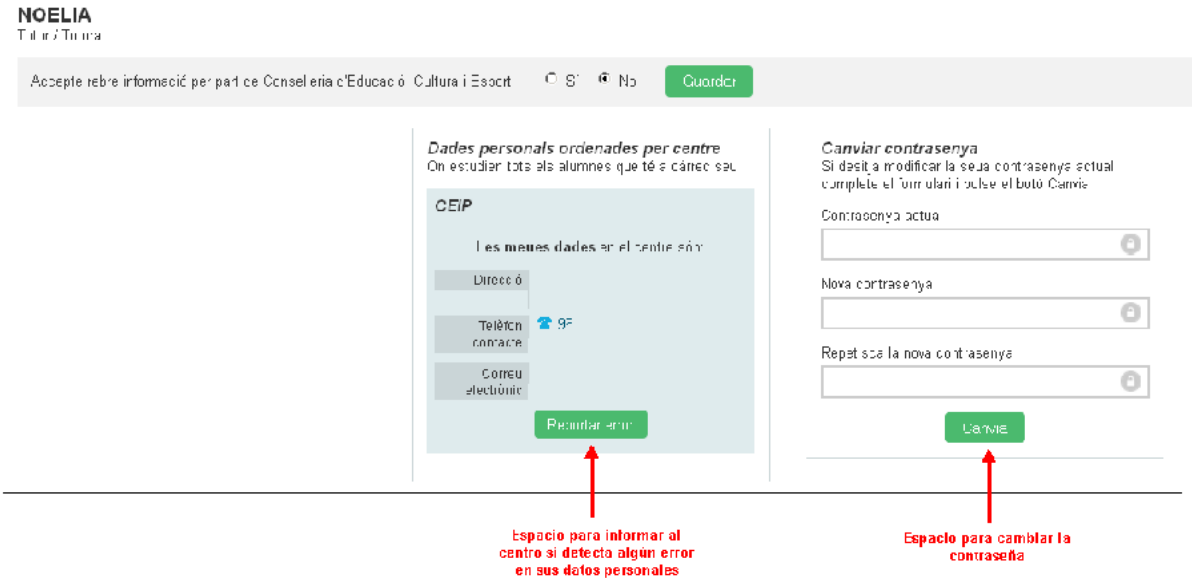 NOELIA
Tutor / Tutora
Accepte rebre informació per part de Conselleria d'Educació, Cultura i Esport
Sí
No
Guardar
Dades personals ordenades per centre
On estudien tots els alumnes que té a càrrec seu
CEIP
Les meues dades en el centre són:
Direcció
Telèfon
contacte
95
Correu
electrònic
Reportar error
Canviar contrasenya
Si desitja modificar la seua contrasenya actual
complete el formulari i pulse el botó Canvia
Contrasenya actual
Nova contrasenya
Repetisca la nova contrasenya
Canvia
Espacio para informar al
centro si detecta algún error
en sus datos personales
Espacio para cambiar la
contraseña